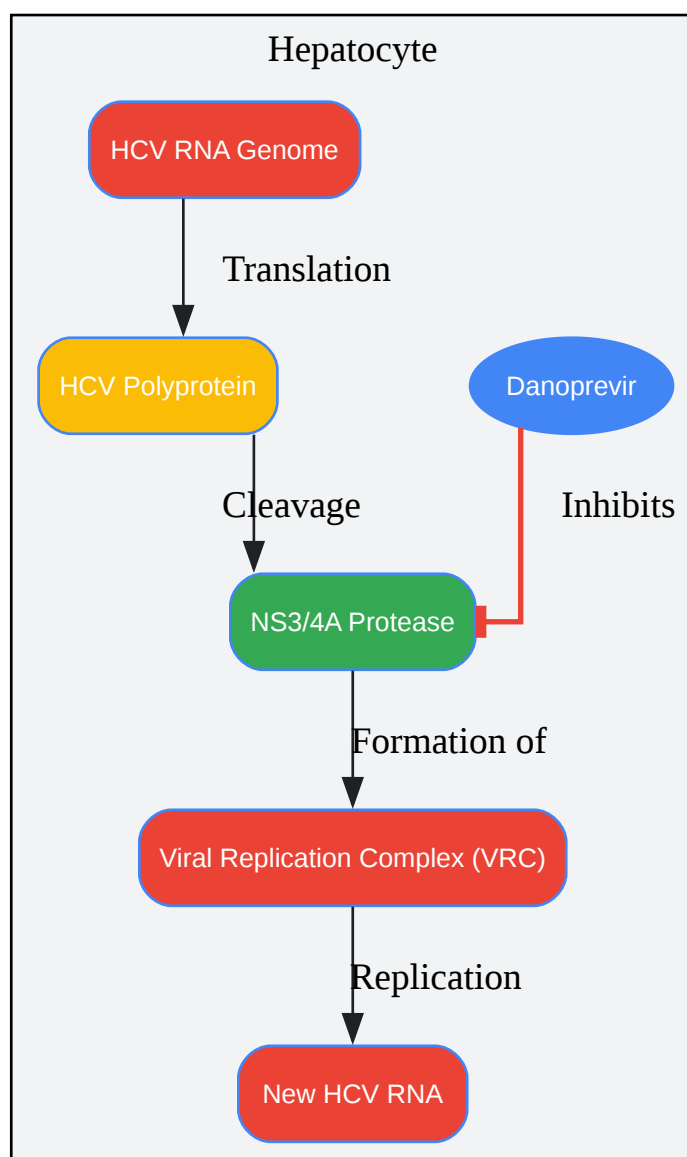 Hepatocyte
HCV RNA Genome
Translation
HCV Polyprotein
Danoprevir
Cleavage
Inhibits
NS3/4A Protease
Formation of
Viral Replication Complex (VRC)
Replication
New HCV RNA